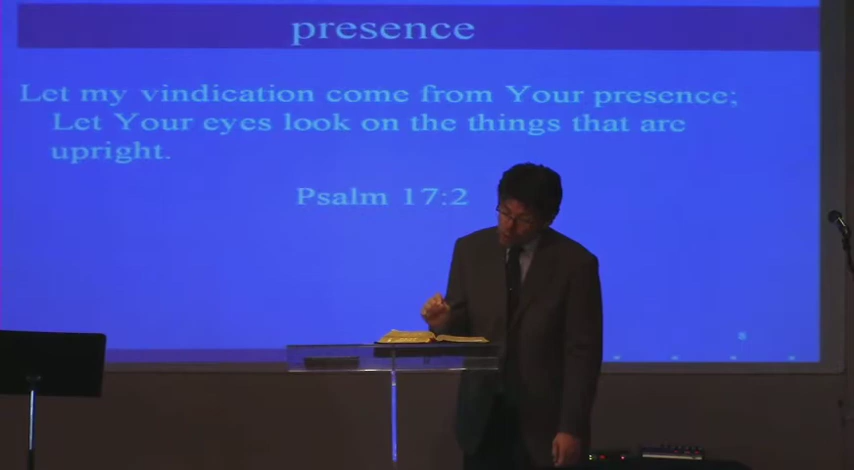 presence
Let my vindication come from Your presence;
Let Your eyes look on the things that are
upright.
Psalm 17:2